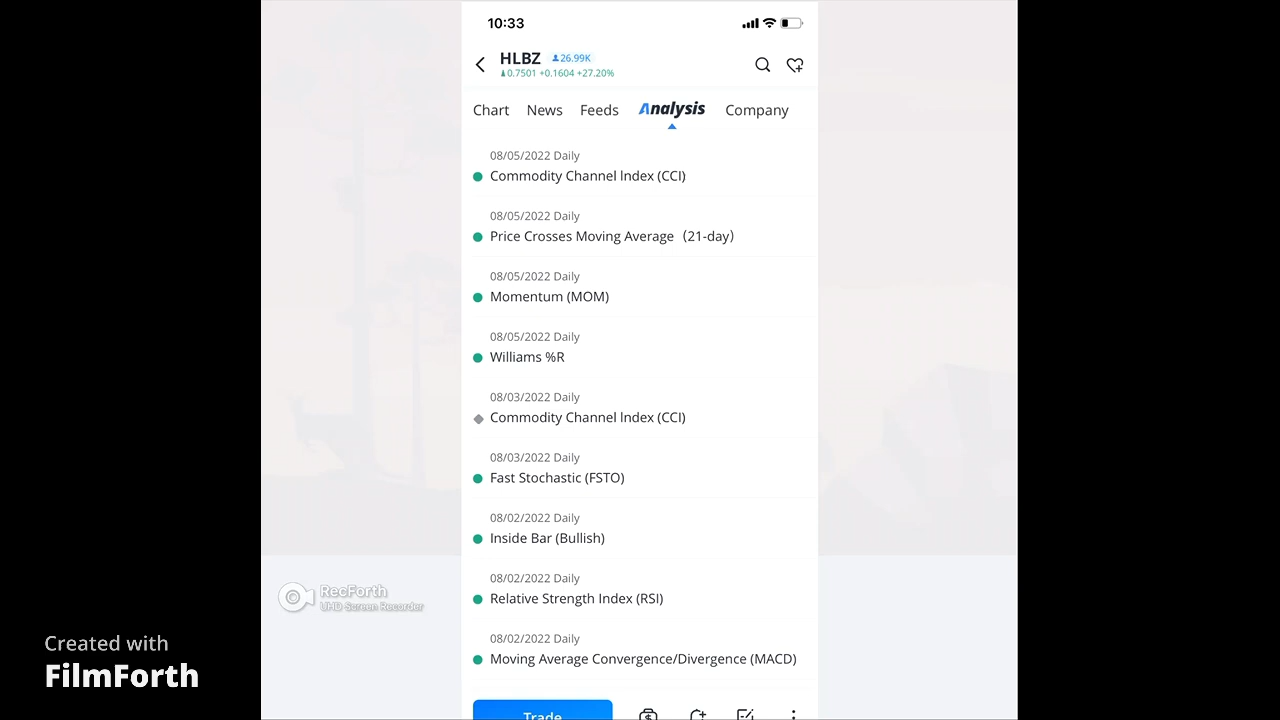 10:33
HLBZ 26.99K
0.7501 +0.1604 +27.20%
Chart News Feeds Analysis Company
08/05/2022 Daily
Commodity Channel Index (CCI)
08/05/2022 Daily
Price Crosses Moving Average (21-day)
08/05/2022 Daily
Momentum (MOM)
08/05/2022 Daily
Williams %R
08/03/2022 Daily
Commodity Channel Index (CCI)
08/03/2022 Daily
Fast Stochastic (FSTO)
08/02/2022 Daily
Inside Bar (Bullish)
08/02/2022 Daily
Relative Strength Index (RSI)
08/02/2022 Daily
Moving Average Convergence/Divergence (MACD)
Trade
RecForth
UHD Screen Recorder
Created with
FilmForth